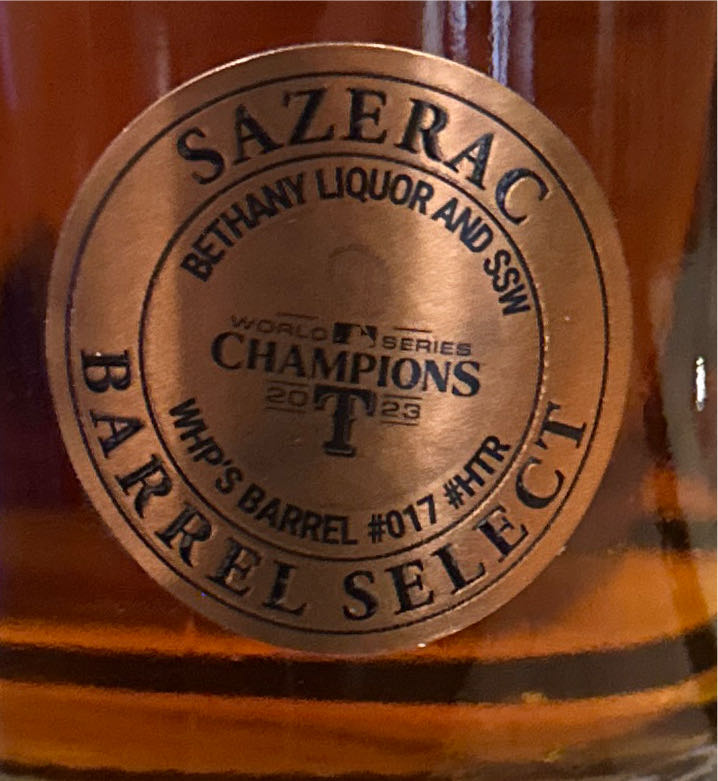 SAZERAC
BETHANY LIQUOR AND SSW
WORLD SERIES
CHAMPIONS
20 T 23
WHP'S BARREL #017 #HTR
BARREL SELECT